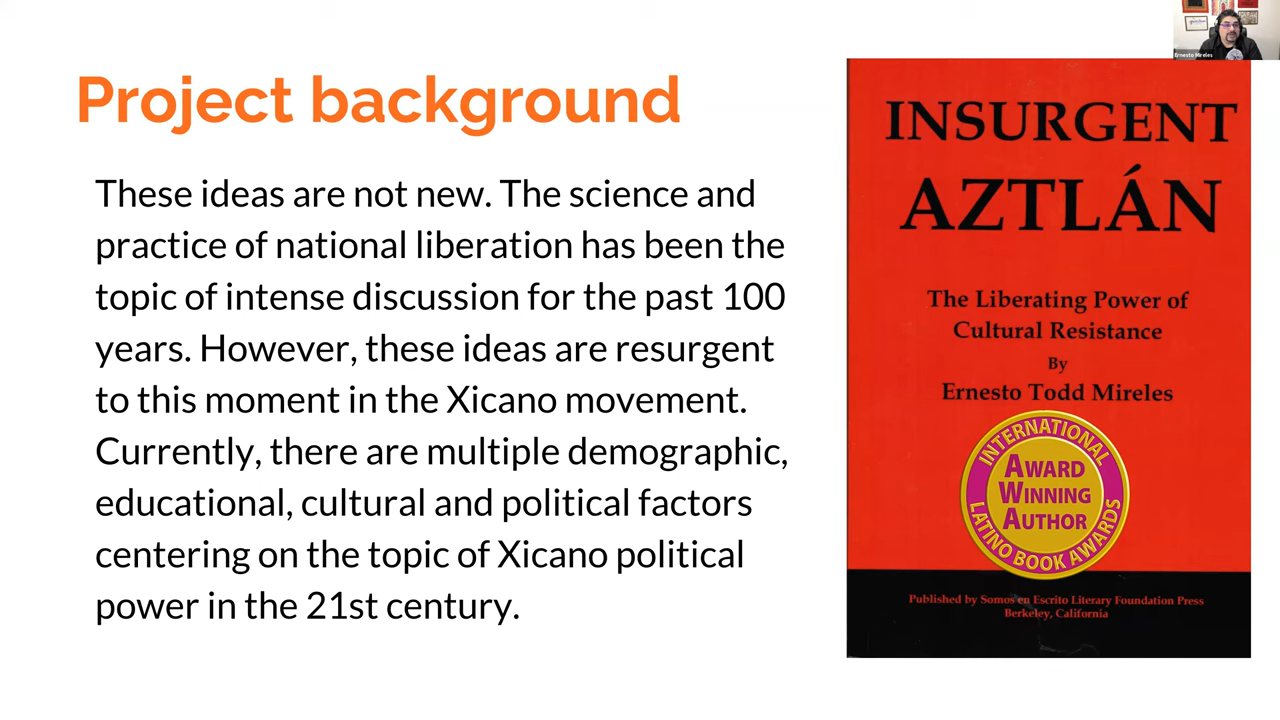 Project background
These ideas are not new. The science and
practice of national liberation has been the
topic of intense discussion for the past 100
years. However, these ideas are resurgent
to this moment in the Xicano movement.
Currently, there are multiple demographic,
educational, cultural and political factors
centering on the topic of Xicano political
power in the 21st century.
Ernesto Mireles
INSURGENT
AZTLÁN
The Liberating Power of
Cultural Resistance
By
Ernesto Todd Mireles
INTERNATIONAL
AWARD
WINNING
AUTHOR
LATINO BOOK AWARDS
Published by Somos en Escrito Literary Foundation Press
Berkeley, California